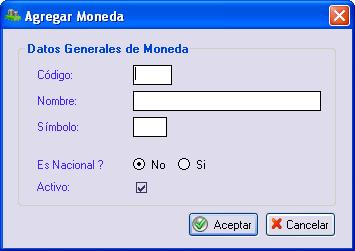 Agregar Moneda
Datos Generales de Moneda
Código:
Nombre:
Símbolo:
Es Nacional ? No Si
Activo:
Aceptar Cancelar